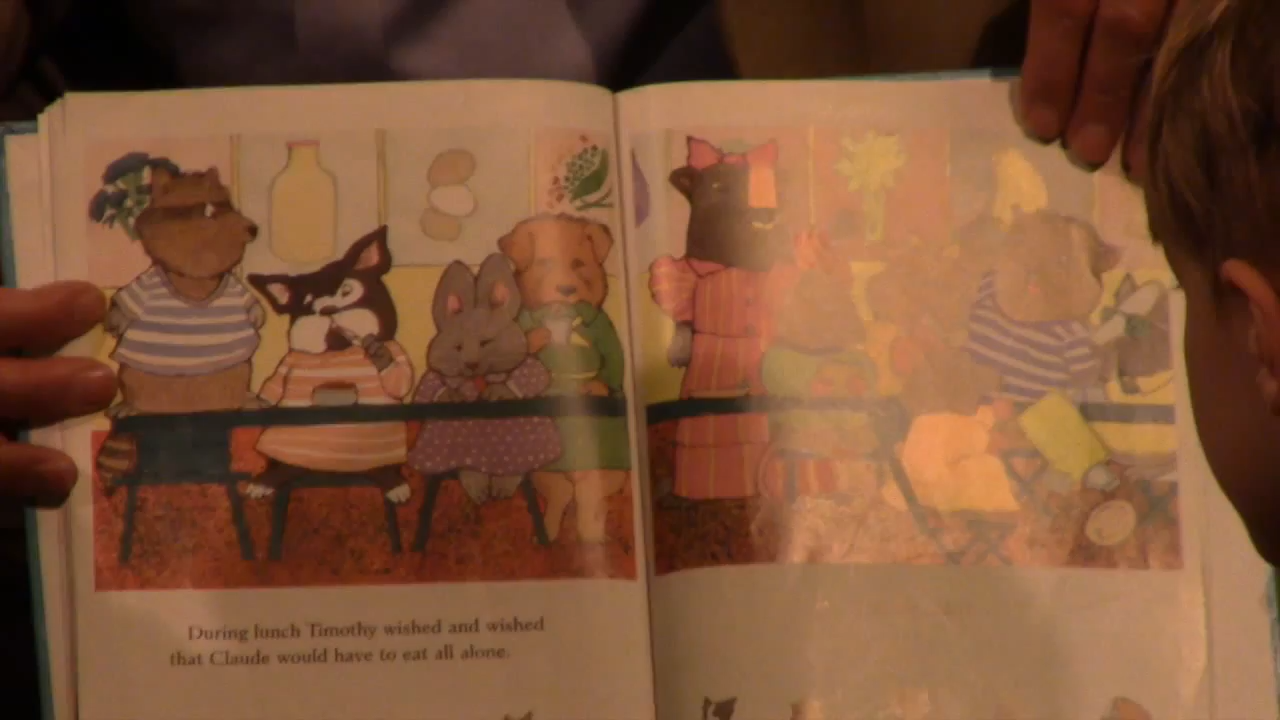 During lunch Timothy wished and wished
that Claude would have to eat all alone.